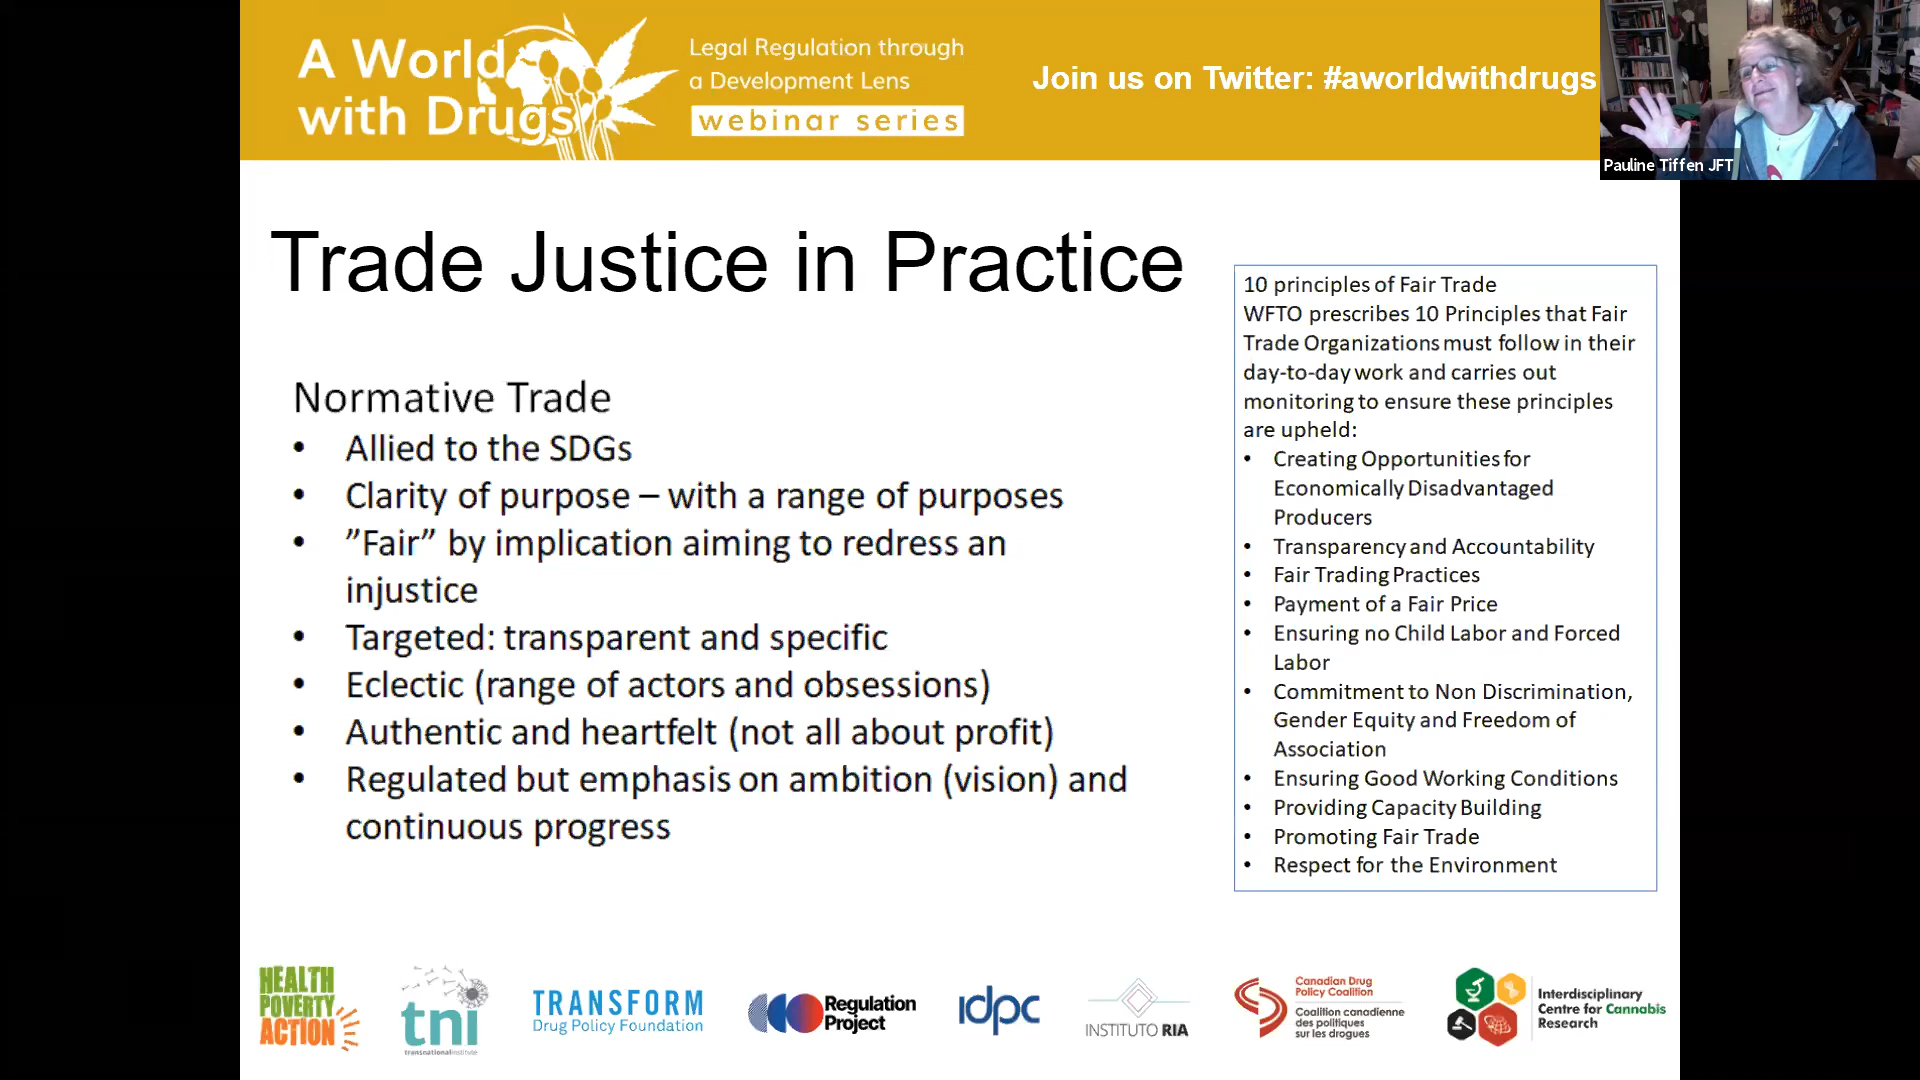 A World
with Drugs
Legal Regulation through
a Development Lens
webinar series
Join us on Twitter: #aworldwithdrugs
Pauline Tiffen JFT
Trade Justice in Practice
Normative Trade
• Allied to the SDGs
• Clarity of purpose – with a range of purposes
• ”Fair” by implication aiming to redress an
injustice
• Targeted: transparent and specific
• Eclectic (range of actors and obsessions)
• Authentic and heartfelt (not all about profit)
• Regulated but emphasis on ambition (vision) and
continuous progress
10 principles of Fair Trade
WFTO prescribes 10 Principles that Fair
Trade Organizations must follow in their
day-to-day work and carries out
monitoring to ensure these principles
are upheld:
• Creating Opportunities for
Economically Disadvantaged
Producers
• Transparency and Accountability
• Fair Trading Practices
• Payment of a Fair Price
• Ensuring no Child Labor and Forced
Labor
• Commitment to Non Discrimination,
Gender Equity and Freedom of
Association
• Ensuring Good Working Conditions
• Providing Capacity Building
• Promoting Fair Trade
• Respect for the Environment
HEALTH
POVERTY
ACTION
tni
transnationalinstitute
TRANSFORM
Drug Policy Foundation
Regulation
Project
idpc
INSTITUTO RIA
Canadian Drug
Policy Coalition
Coalition canadienne
des politiques
sur les drogues
Interdisciplinary
Centre for Cannabis
Research